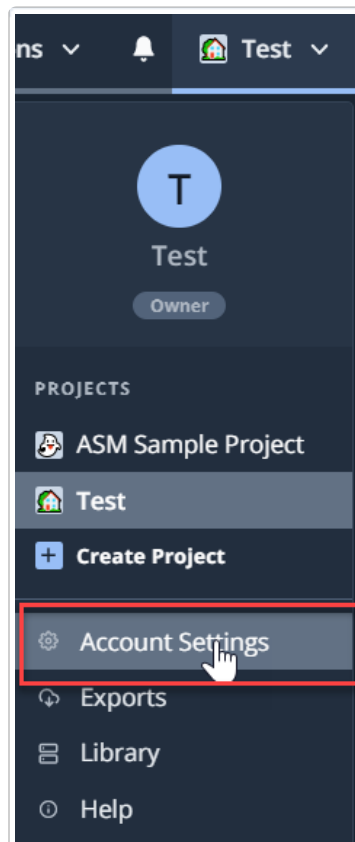 ns
Test
T
Test
Owner
PROJECTS
ASM Sample Project
Test
Create Project
Account Settings
Exports
Library
Help